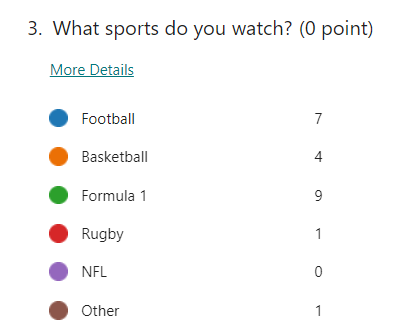 3. What sports do you watch? (0 point)
More Details
Football 7
Basketball 4
Formula 1 9
Rugby 1
NFL 0
Other 1